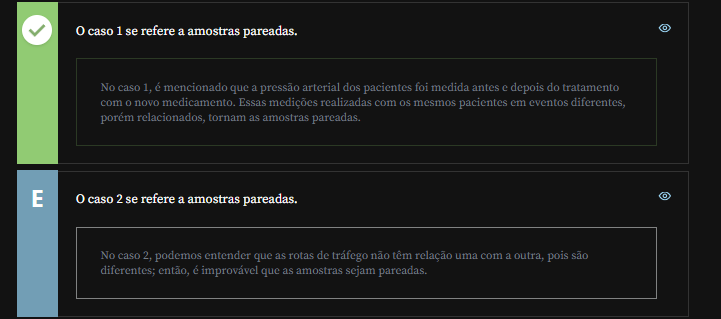 O caso 1 se refere a amostras pareadas.
No caso 1, é mencionado que a pressão arterial dos pacientes foi medida antes e depois do tratamento
com o novo medicamento. Essas medições realizadas com os mesmos pacientes em eventos diferentes,
porém relacionados, tornam as amostras pareadas.
E
O caso 2 se refere a amostras pareadas.
No caso 2, podemos entender que as rotas de tráfego não têm relação uma com a outra, pois são
diferentes; então, é improvável que as amostras sejam pareadas.